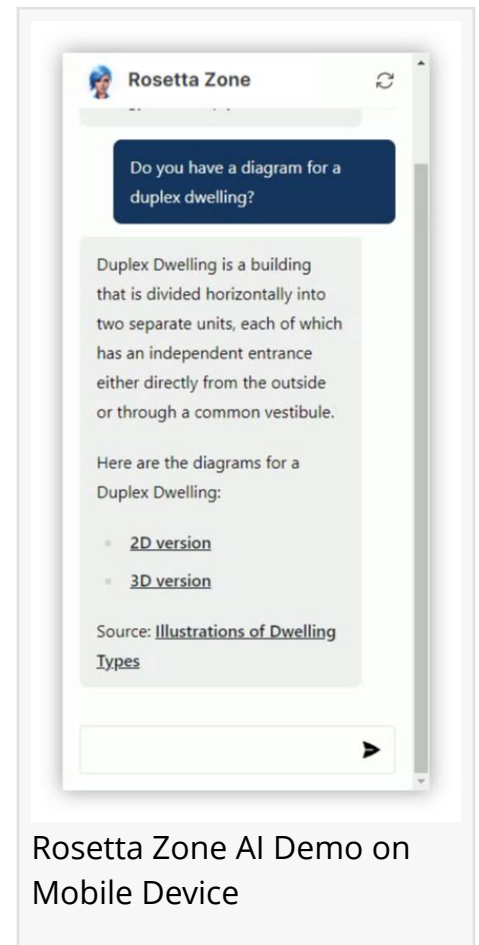 Rosetta Zone
Do you have a diagram for a
duplex dwelling?
Duplex Dwelling is a building
that is divided horizontally into
two separate units, each of which
has an independent entrance
either directly from the outside
or through a common vestibule.
Here are the diagrams for a
Duplex Dwelling:
2D version
3D version
Source: Illustrations of Dwelling
Types
Rosetta Zone AI Demo on
Mobile Device